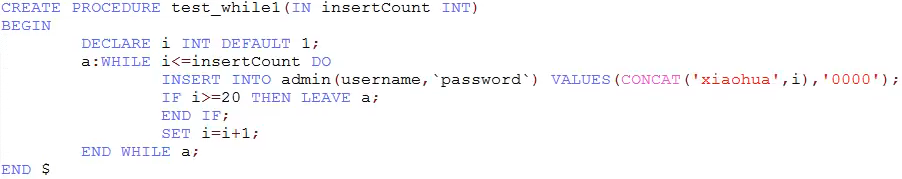 CREATE PROCEDURE test_while1(IN insertCount INT)
BEGIN
        DECLARE i INT DEFAULT 1;
        a:WHILE i<=insertCount DO
                INSERT INTO admin(username,`password`) VALUES(CONCAT('xiaohua',i),'0000');
                IF i>=20 THEN LEAVE a;
                END IF;
                SET i=i+1;
        END WHILE a;
END $